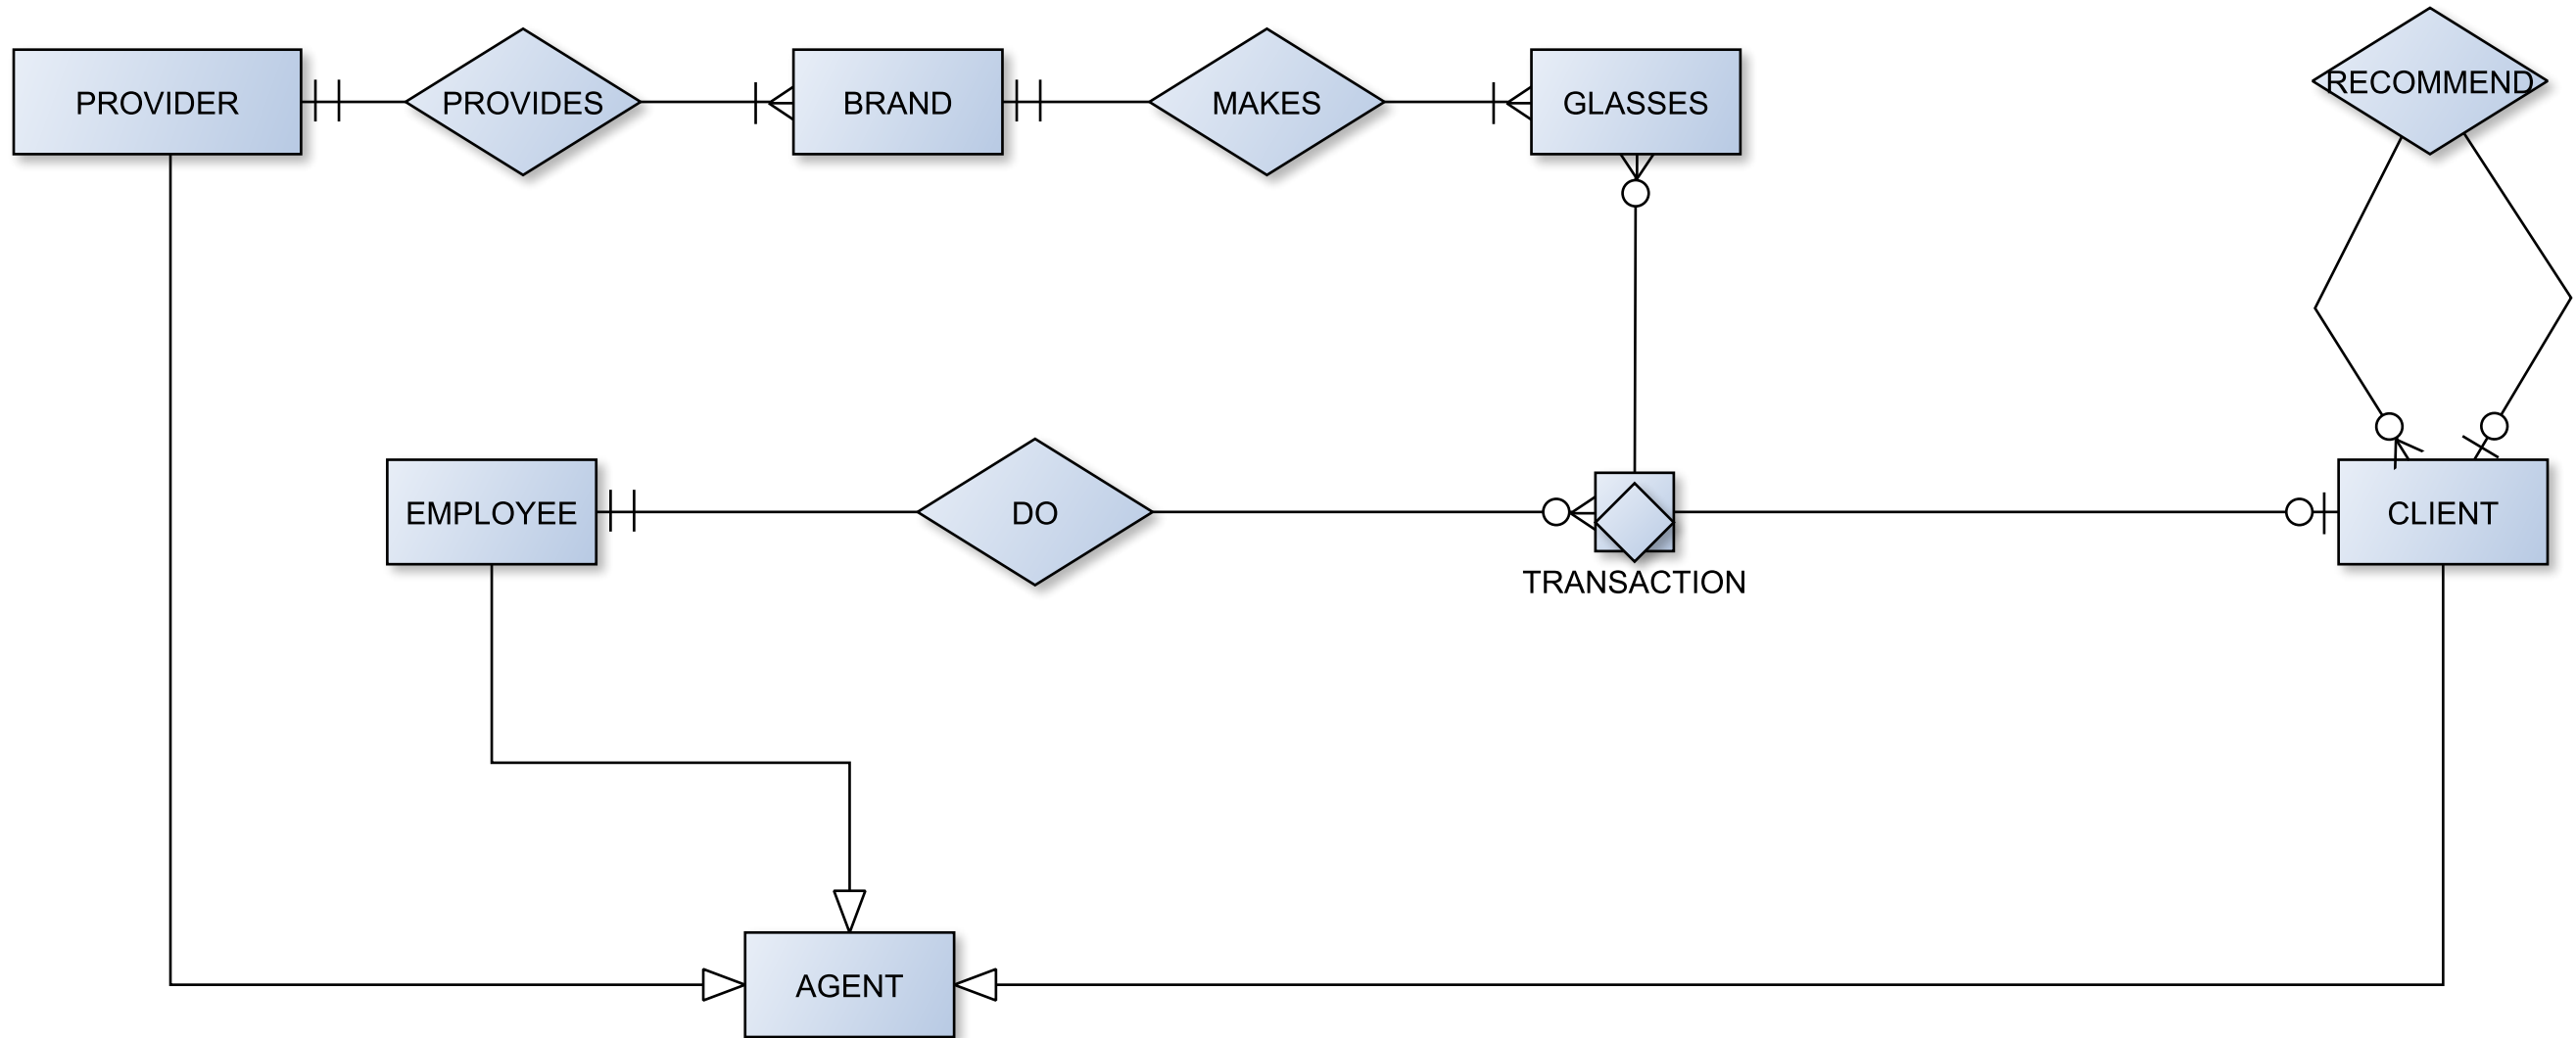 PROVIDER
PROVIDES
BRAND
MAKES
GLASSES
RECOMMEND
EMPLOYEE
DO
TRANSACTION
CLIENT
AGENT